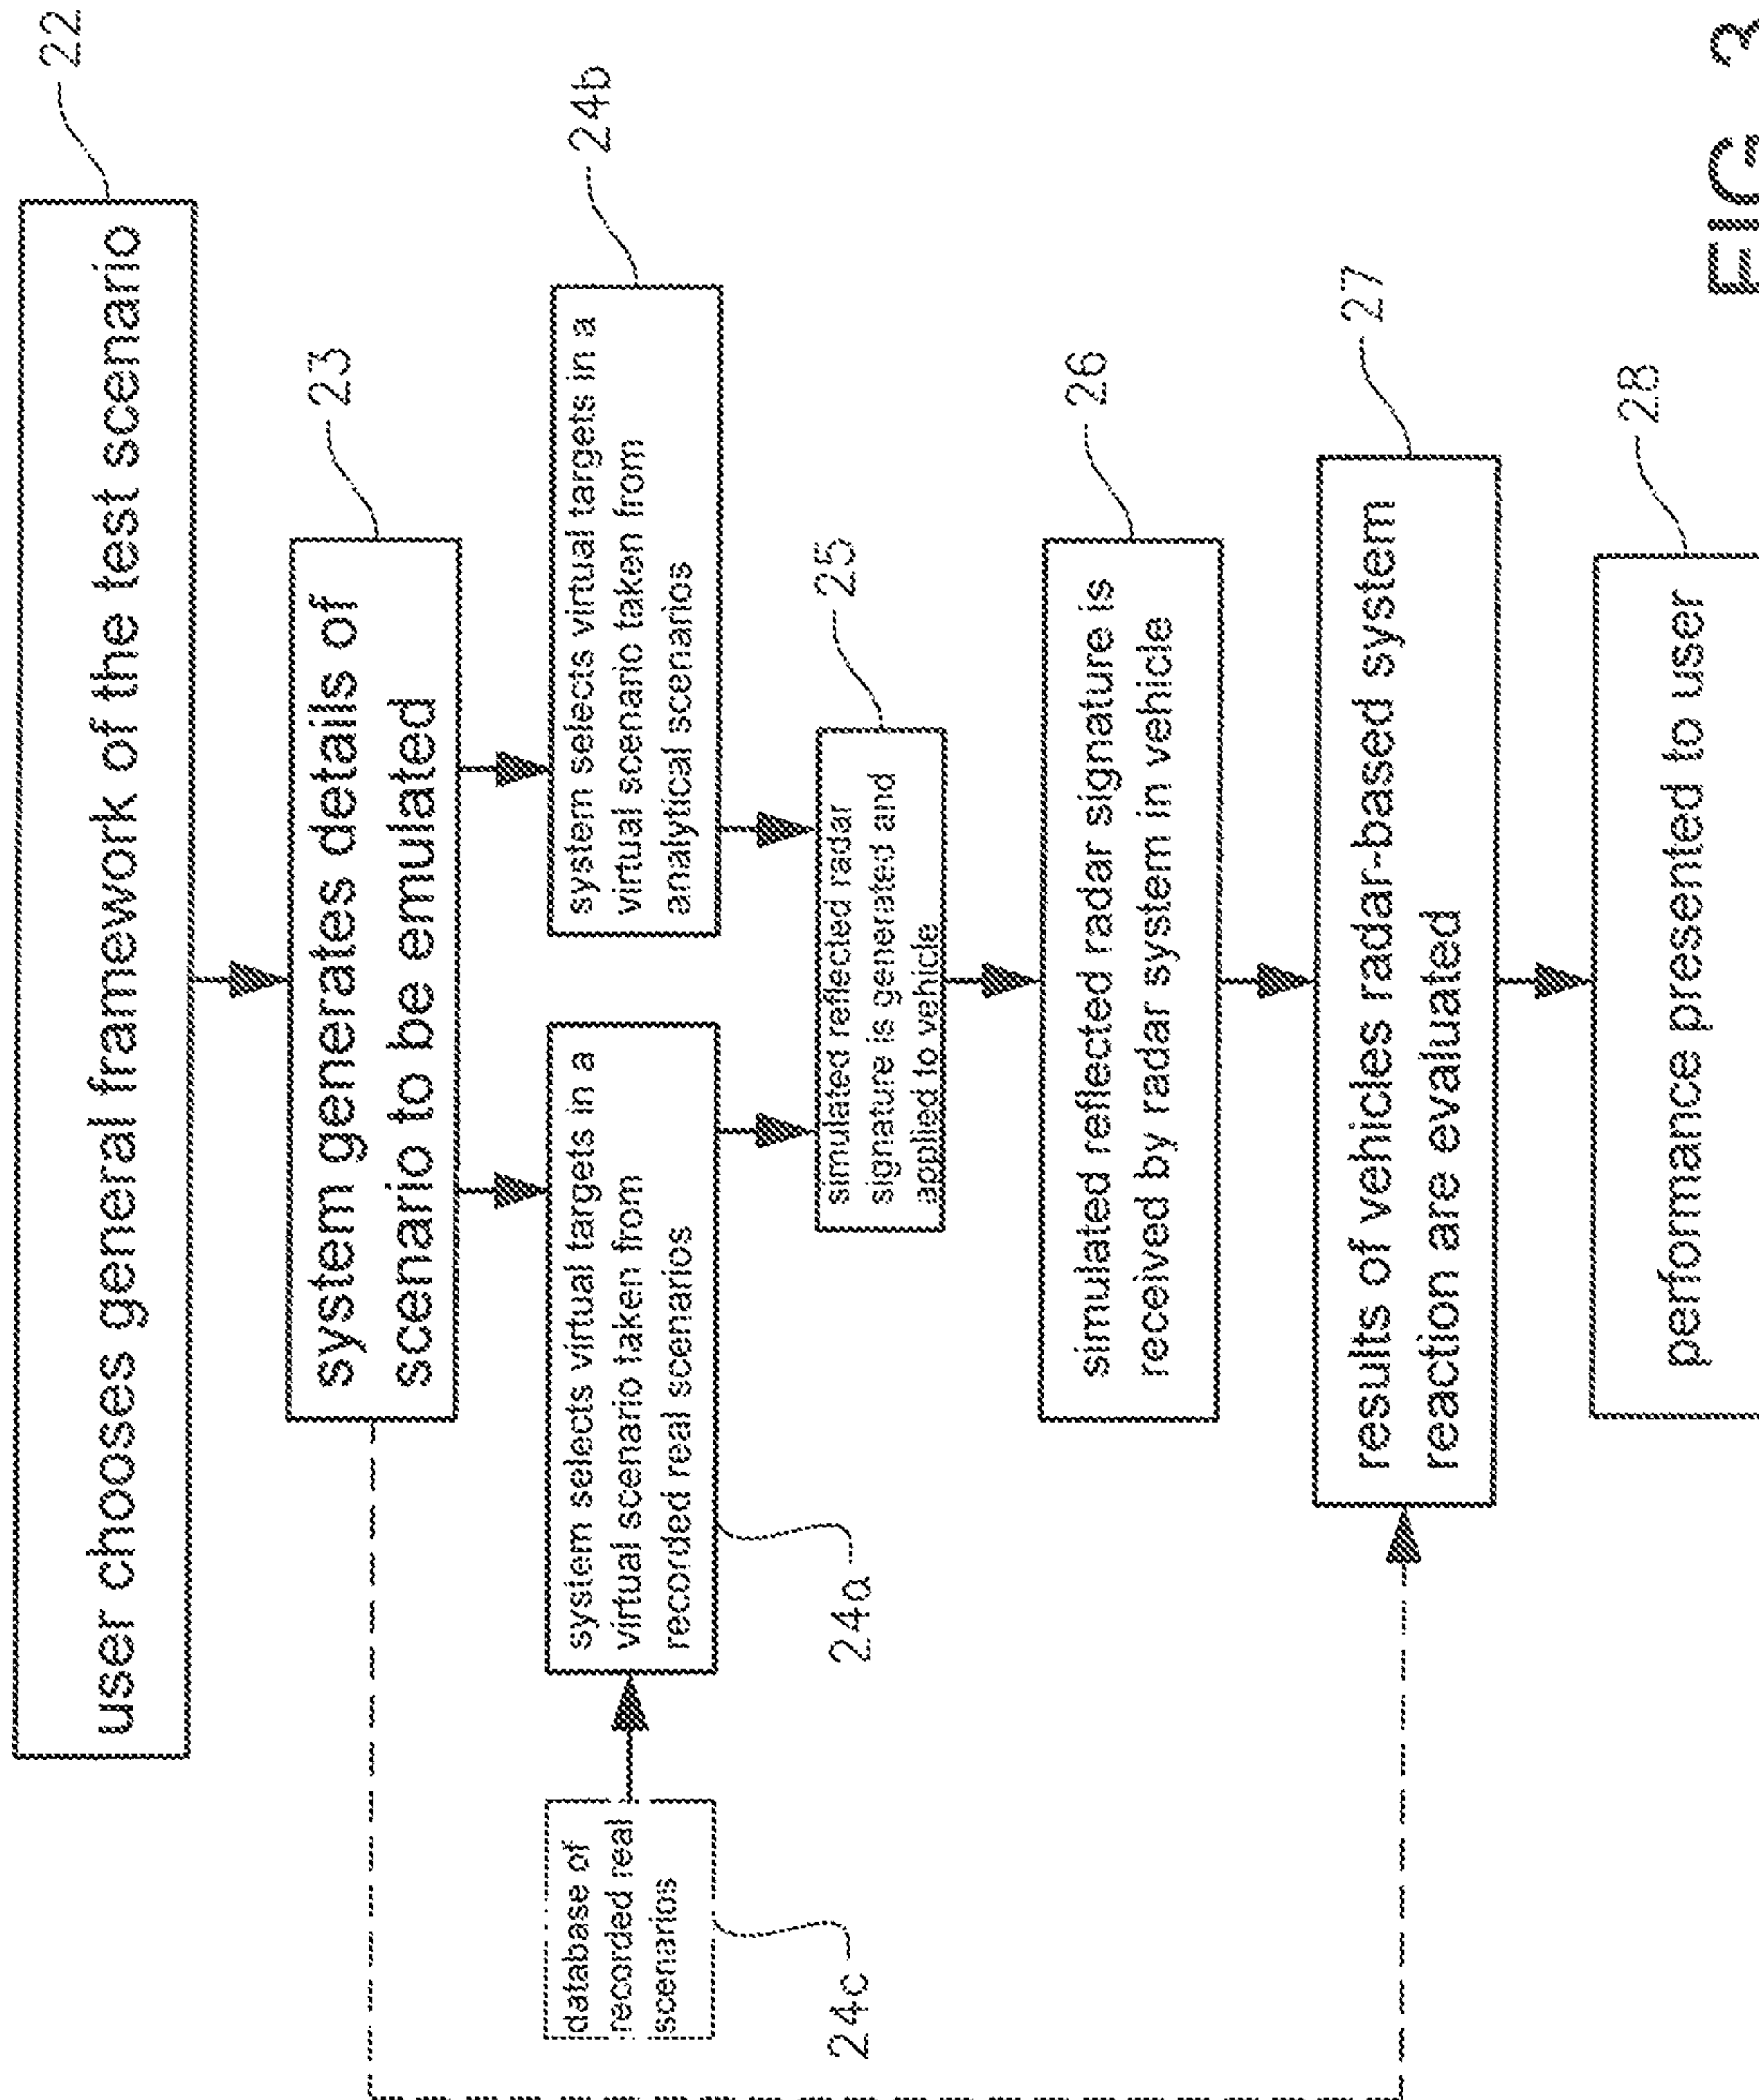 22
user chooses general framework of the test scenario
23
system generates details of
scenario to be emulated
24b
system selects virtual targets in a
virtual scenario taken from
analytical scenarios
system selects virtual targets in a
virtual scenario taken from
recorded real scenarios
24a
database of
recorded real
scenarios
24c
25
simulated reflected radar
signature is generated and
applied to vehicle
26
simulated reflected radar signature is
received by radar system in vehicle
27
results of vehicles radar-based system
reaction are evaluated
28
performance presented to user
FIG 3